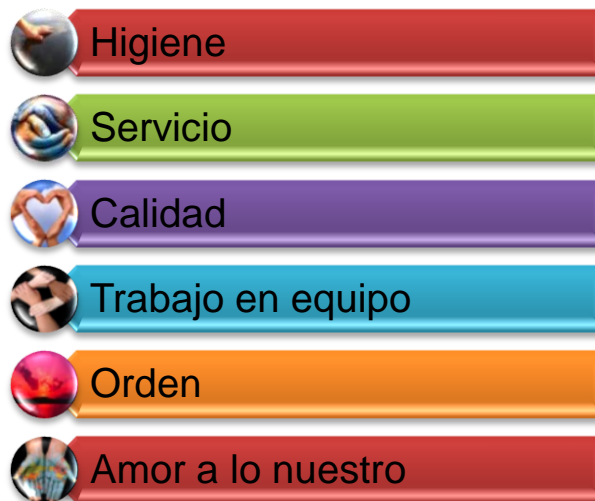 Higiene
Servicio
Calidad
Trabajo en equipo
Orden
Amor a lo nuestro